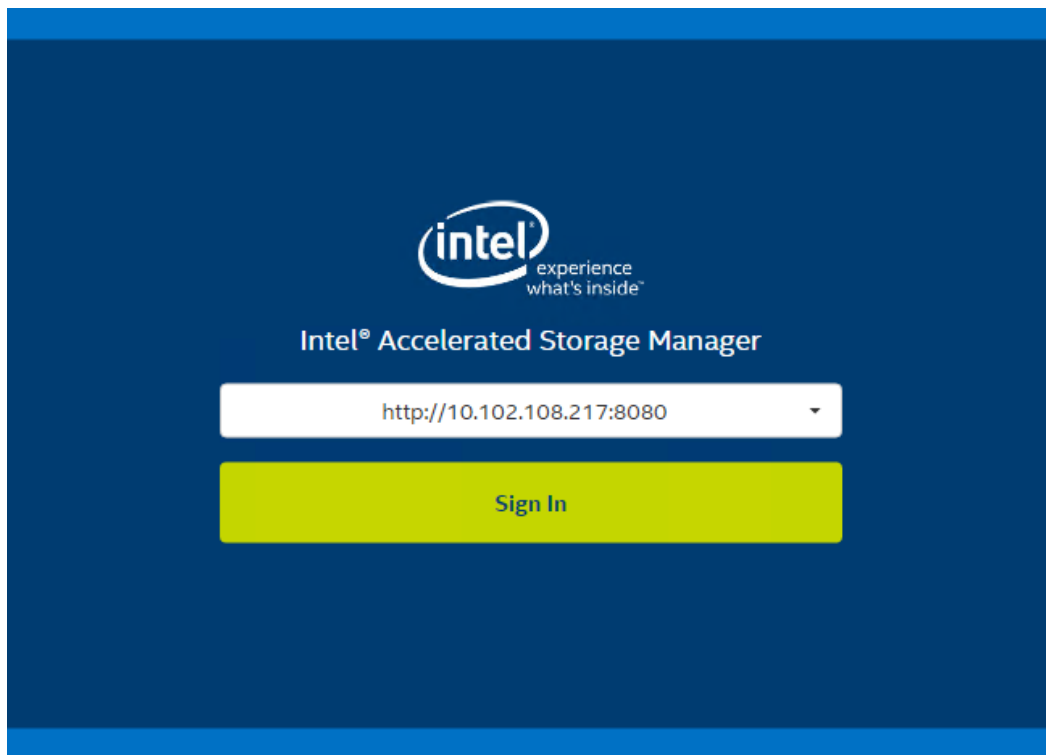 intel®
experience
what's inside™
Intel® Accelerated Storage Manager
http://10.102.108.217:8080
Sign In